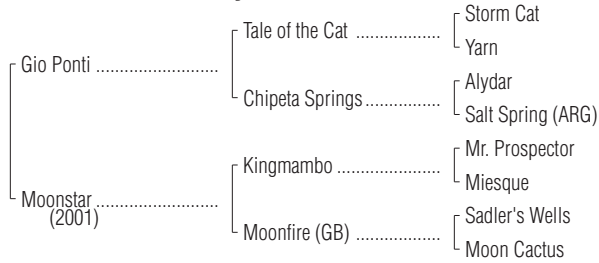 Storm Cat
Tale of the Cat ..................
Yarn
Gio Ponti ..........................
Alydar
Chipeta Springs................
Salt Spring (ARG)
Mr. Prospector
Kingmambo ......................
Miesque
Moonstar ..........................
(2001)
Sadler's Wells
Moonfire (GB) ..................
Moon Cactus